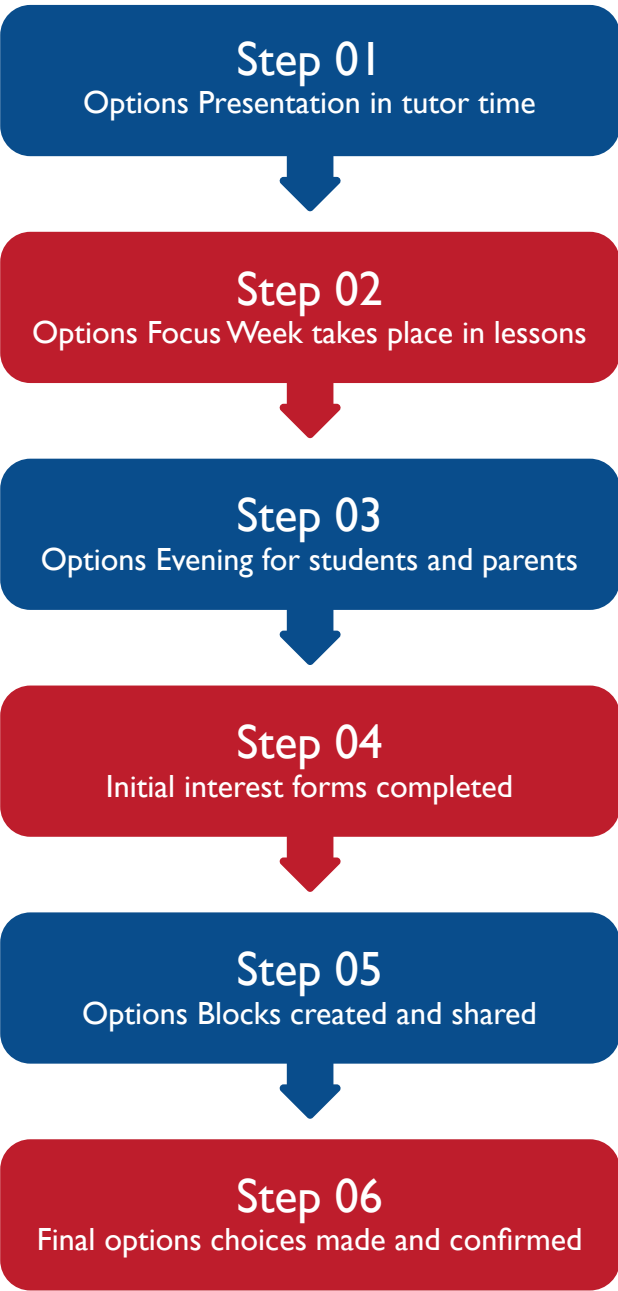 Step 01
Options Presentation in tutor time
Step 02
Options Focus Week takes place in lessons
Step 03
Options Evening for students and parents
Step 04
Initial interest forms completed
Step 05
Options Blocks created and shared
Step 06
Final options choices made and confirmed